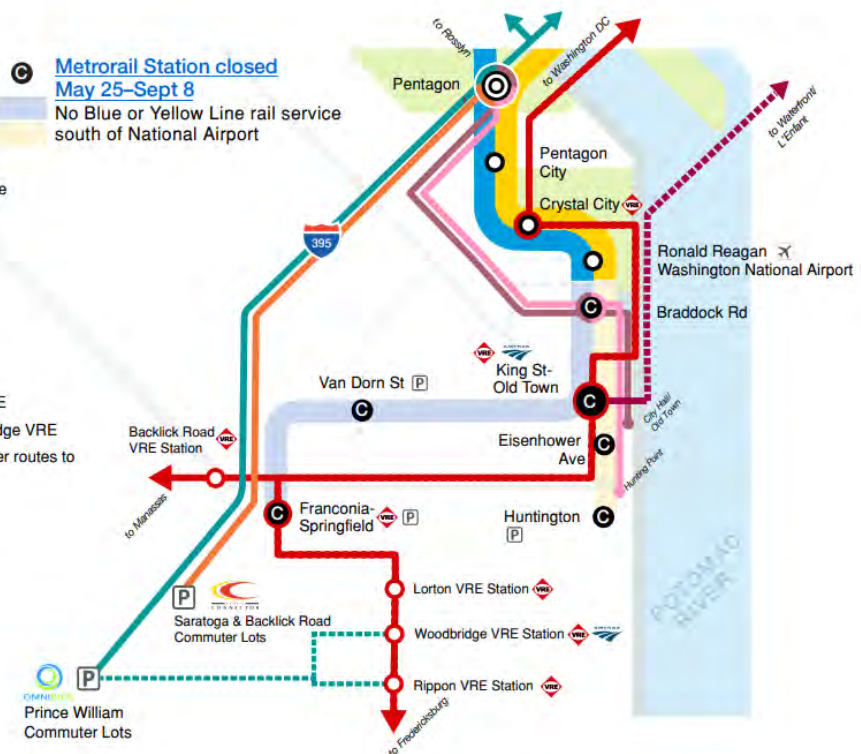 C
Metrorail Station closed
May 25–Sept 8
No Blue or Yellow Line rail service
south of National Airport
e
E
dge VRE
er routes to
to Rosslyn
to Washington DC
to Waterfront/
L'Enfant
Pentagon
Pentagon
City
Crystal City VRE
395
Ronald Reagan
Washington National Airport
C
Braddock Rd
VRE AMTRAK
King St-
Old Town
C
Van Dorn St P
C
City Hall/
Old Town
Eisenhower
Ave
C
Backlick Road
VRE Station VRE
to Manassas
Hunting Point
C
Franconia-
Springfield VRE P
Huntington
P
C
POTOMAC
RIVER
P
CONNECTOR
Saratoga & Backlick Road
Commuter Lots
Lorton VRE Station VRE
Woodbridge VRE Station VRE AMTRAK
Rippon VRE Station VRE
OMNIRIDE
P
Prince William
Commuter Lots
to Fredericksburg